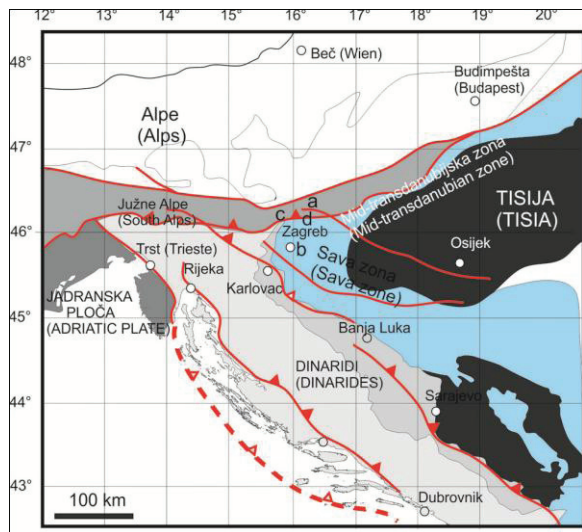 12° 13° 14° 15° 16° 17° 18° 19° 20°
48°
Beč (Wien)
Budimpešta
(Budapest)
Alpe
(Alps)
47°
Mid-transdanubijska zona
(Mid-transdanubian zone)
TISIJA
(TISIA)
a
c
d
Južne Alpe
(South Alps)
Zagreb
46°
b
Osijek
Trst (Trieste)
Sava zona
(Sava zone)
Rijeka
Karlovac
JADRANSKA
PLOČA
(ADRIATIC PLATE)
45°
Banja Luka
DINARIDI
(DINARIDES)
44°
Sarajevo
43°
Dubrovnik
100 km